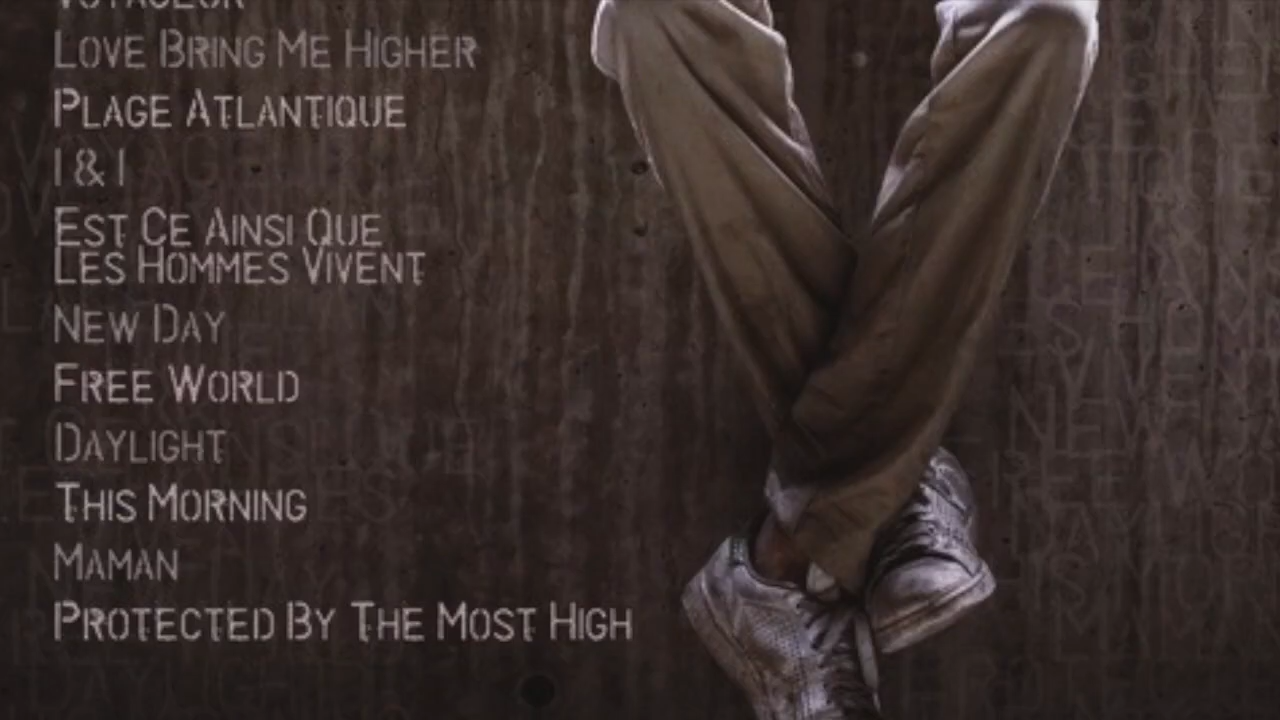 VOYAGEUR
LOVE BRING ME HIGHER
PLAGE ATLANTIQUE
I & I
EST CE AINSI QUE
LES HOMMES VIVENT
NEW DAY
FREE WORLD
DAYLIGHT
THIS MORNING
MAMAN
PROTECTED BY THE MOST HIGH